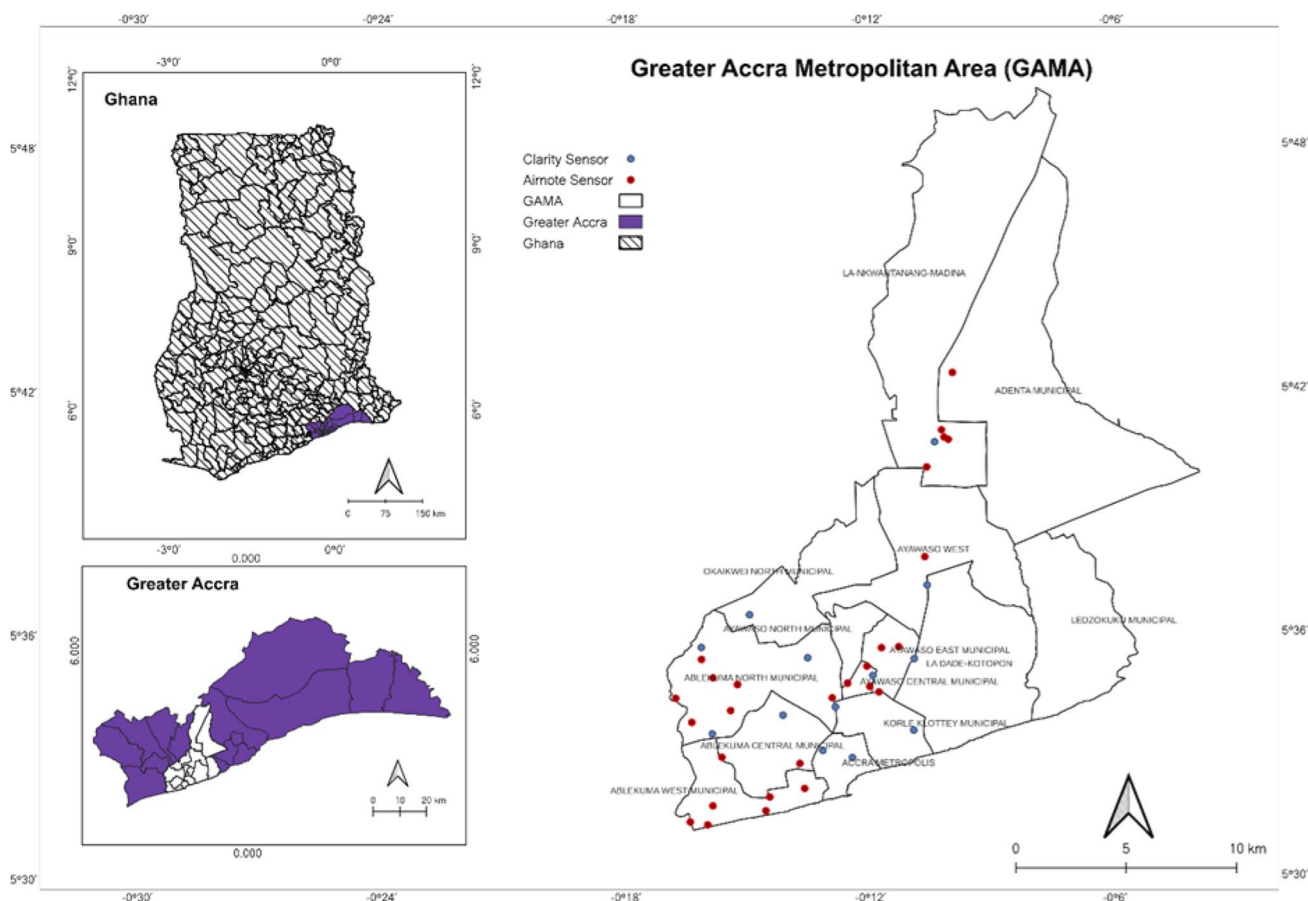 -0°30′
-0°24′
-0°18′
-0°12′
-0°6′
-3°0′
0°0′
12°0′
12°0′
Ghana
Greater Accra Metropolitan Area (GAMA)
5°48′
5°48′
Clarity Sensor
Airnote Sensor
GAMA
Greater Accra
Ghana
9°0′
9°0′
LA-NKWANTANANG-MADINA
5°42′
5°42′
ADENTA MUNICIPAL
6°0′
6°0′
0
75
150 km
-3°0′
0°0′
0.000
Greater Accra
AYAWASO WEST
OKAIKWEI NORTH MUNICIPAL
5°36′
5°36′
6.000
6.000
LEDZOKUKU MUNICIPAL
AYAWASO NORTH MUNICIPAL
AYAWASO EAST MUNICIPAL
LA DADE-KOTOPON
ABLEKUMA NORTH MUNICIPAL
AYAWASO CENTRAL MUNICIPAL
KORLE KLOTTEY MUNICIPAL
ABLEKUMA CENTRAL MUNICIPAL
ACCRA METROPOLIS
ABLEKUMA WEST MUNICIPAL
0
10
20 km
0.000
0
5
10 km
5°30′
5°30′
-0°30′
-0°24′
-0°18′
-0°12′
-0°6′